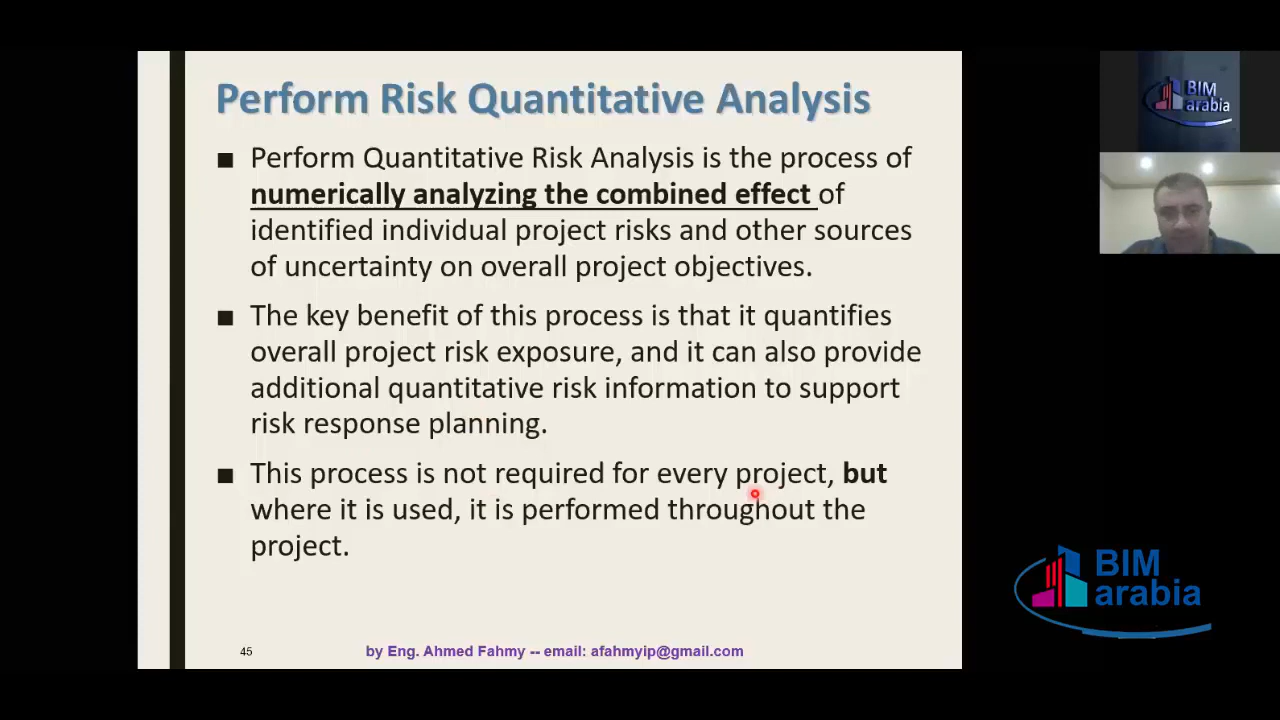 Perform Risk Quantitative Analysis
■ Perform Quantitative Risk Analysis is the process of
numerically analyzing the combined effect of
identified individual project risks and other sources
of uncertainty on overall project objectives.
■ The key benefit of this process is that it quantifies
overall project risk exposure, and it can also provide
additional quantitative risk information to support
risk response planning.
■ This process is not required for every project, but
where it is used, it is performed throughout the
project.
45
by Eng. Ahmed Fahmy -- email: afahmyip@gmail.com
BIM
arabia
BIM
arabia